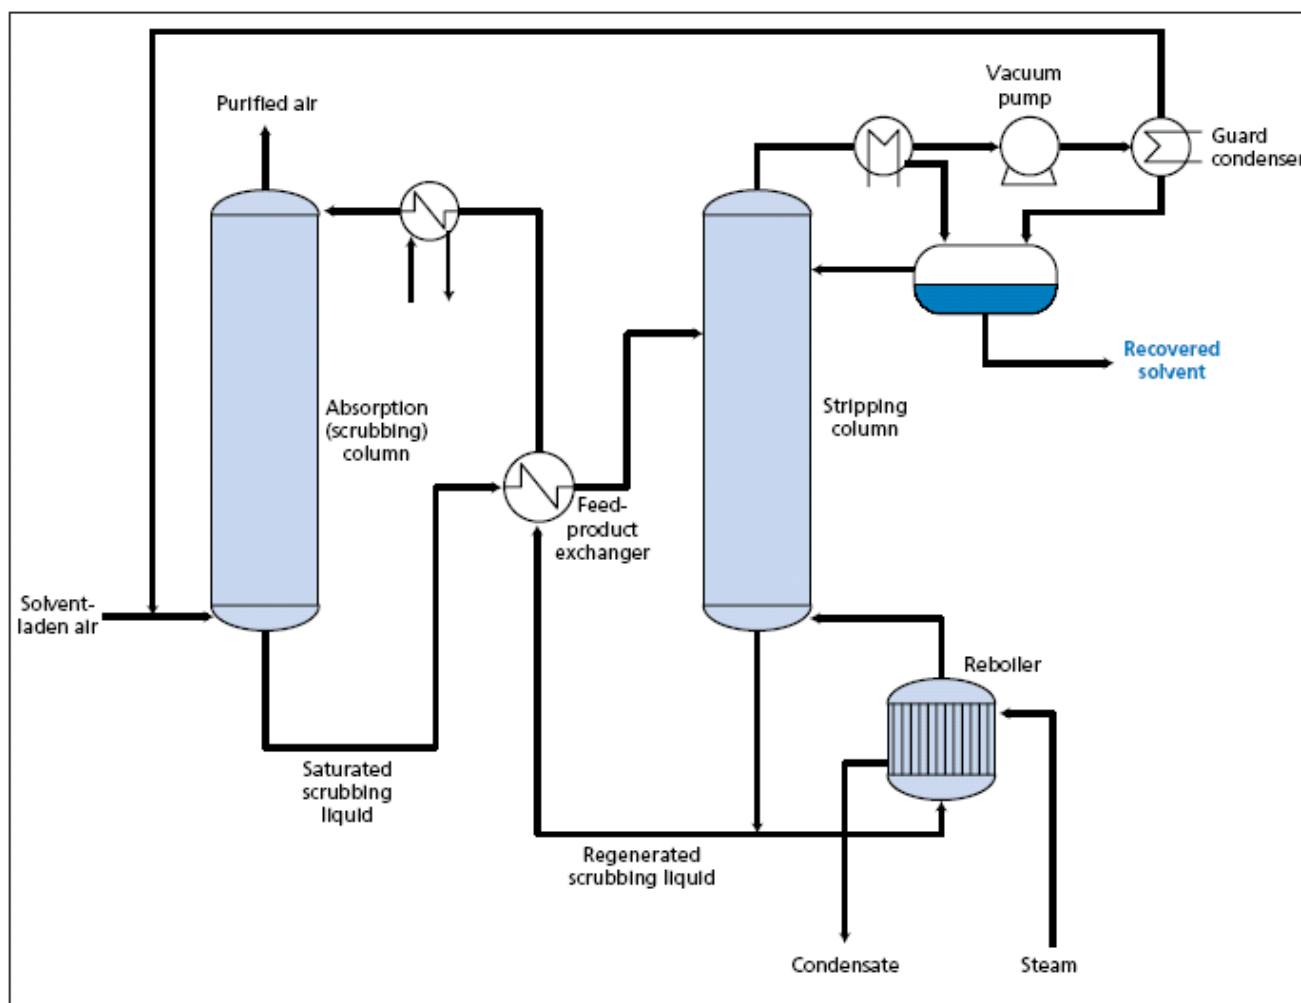 Vacuum
pump
Purified air
Guard
condenser
Recovered
solvent
Absorption
(scrubbing)
column
Stripping
column
Feed-
product
exchanger
Solvent-
laden air
Reboiler
Saturated
scrubbing
liquid
Regenerated
scrubbing liquid
Condensate
Steam